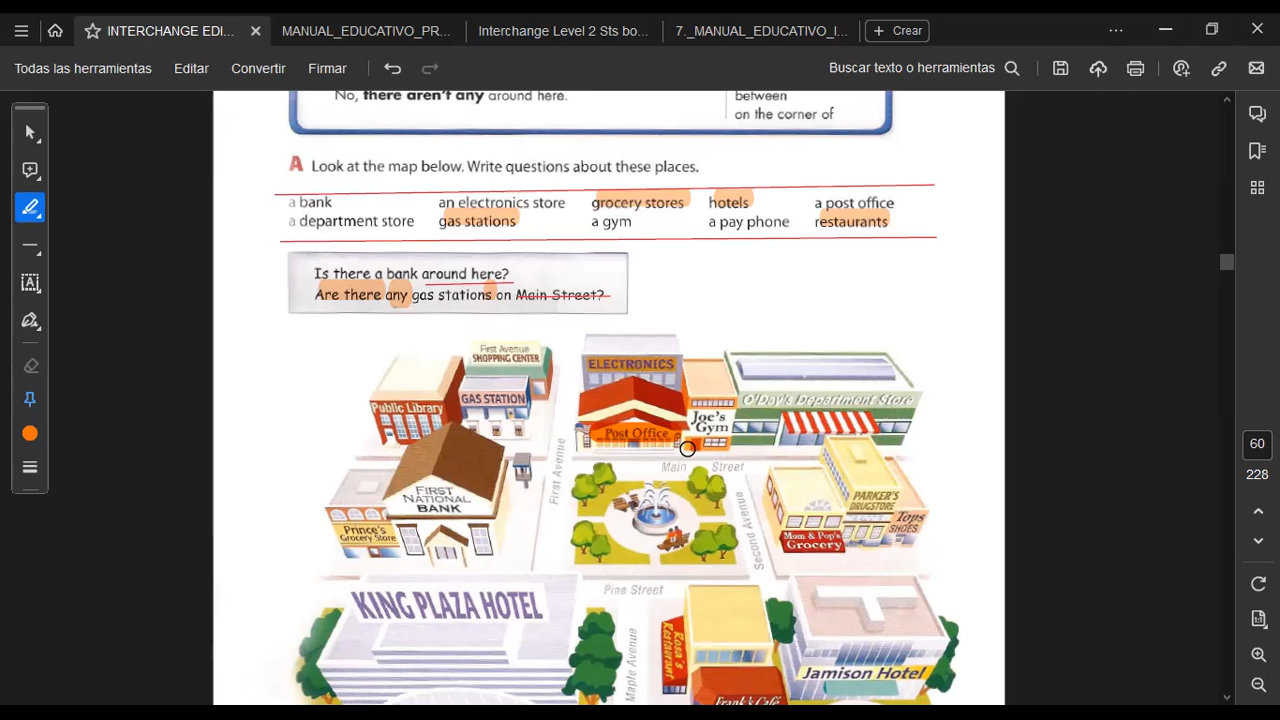 INTERCHANGE EDI...
MANUAL_EDUCATIVO_PR...
Interchange Level 2 Sts bo...
7._MANUAL_EDUCATIVO_I...
+ Crear
Todas las herramientas
Editar
Convertir
Firmar
Buscar texto o herramientas
No, there aren't any around here.
between
on the corner of
A Look at the map below. Write questions about these places.
a bank an electronics store grocery stores hotels a post office
a department store gas stations a gym a pay phone restaurants
Is there a bank around here?
Are there any gas stations on Main Street?
First Avenue
SHOPPING CENTER
Public Library
GAS STATION
ELECTRONICS
Post Office
Joe's
Gym
O'Day's Department Store
First Avenue
Main Street
FIRST
NATIONAL
BANK
Prince's
Grocery Store
Second Avenue
PARKER'S
DRUGSTORE
Tops
SHOES
Mom & Pop's
Grocery
KING PLAZA HOTEL
Pine Street
Maple Avenue
Rosa's
Restaurant
Frank's Café
Jamison Hotel
60
228